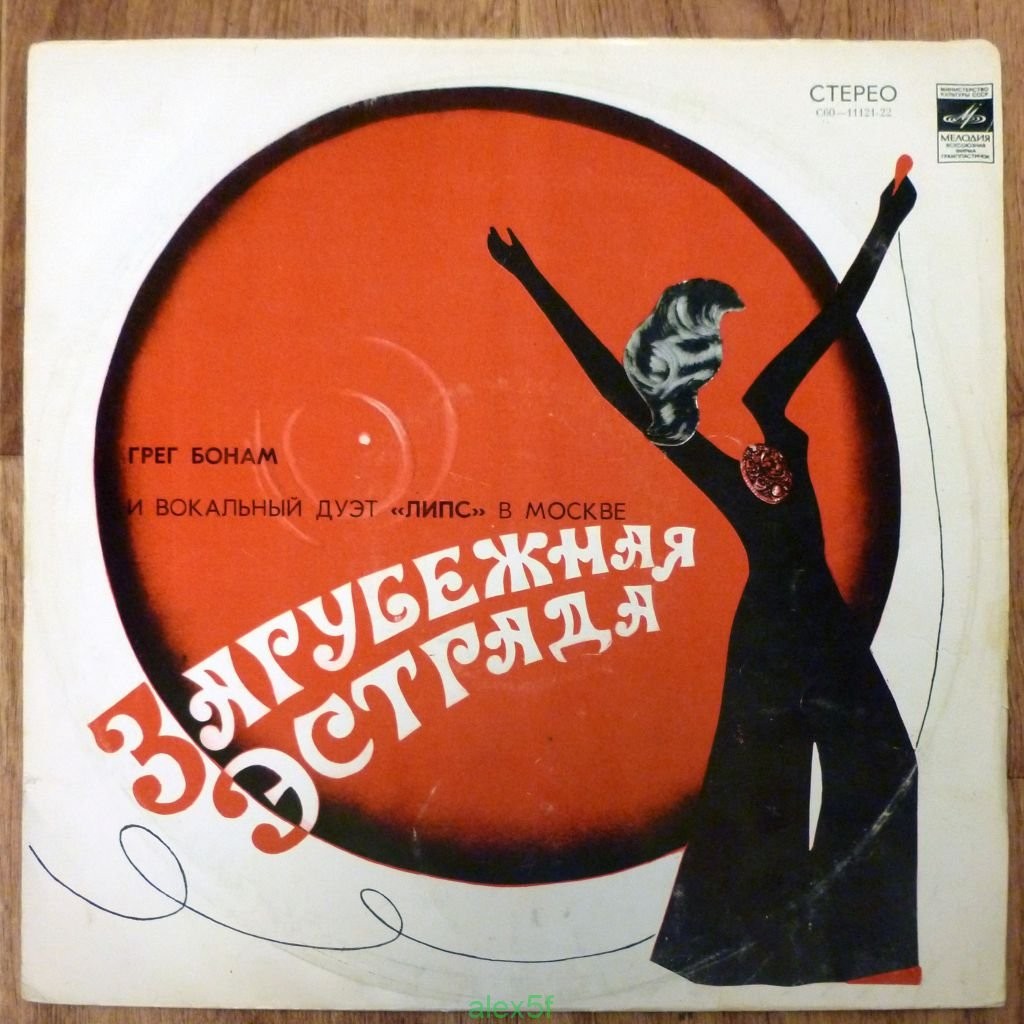 СТЕРЕО
С60—11121-22
МИНИСТЕРСТВО
КУЛЬТУРЫ СССР
МЕЛОДИЯ
ВСЕСОЮЗНАЯ
ФИРМА
ГРАМПЛАСТИНОК
ГРЕГ БОНАМ
И ВОКАЛЬНЫЙ ДУЭТ «ЛИПС» В МОСКВЕ
ЗАРУБЕЖНАЯ
ЭСТРАДА
alex5f